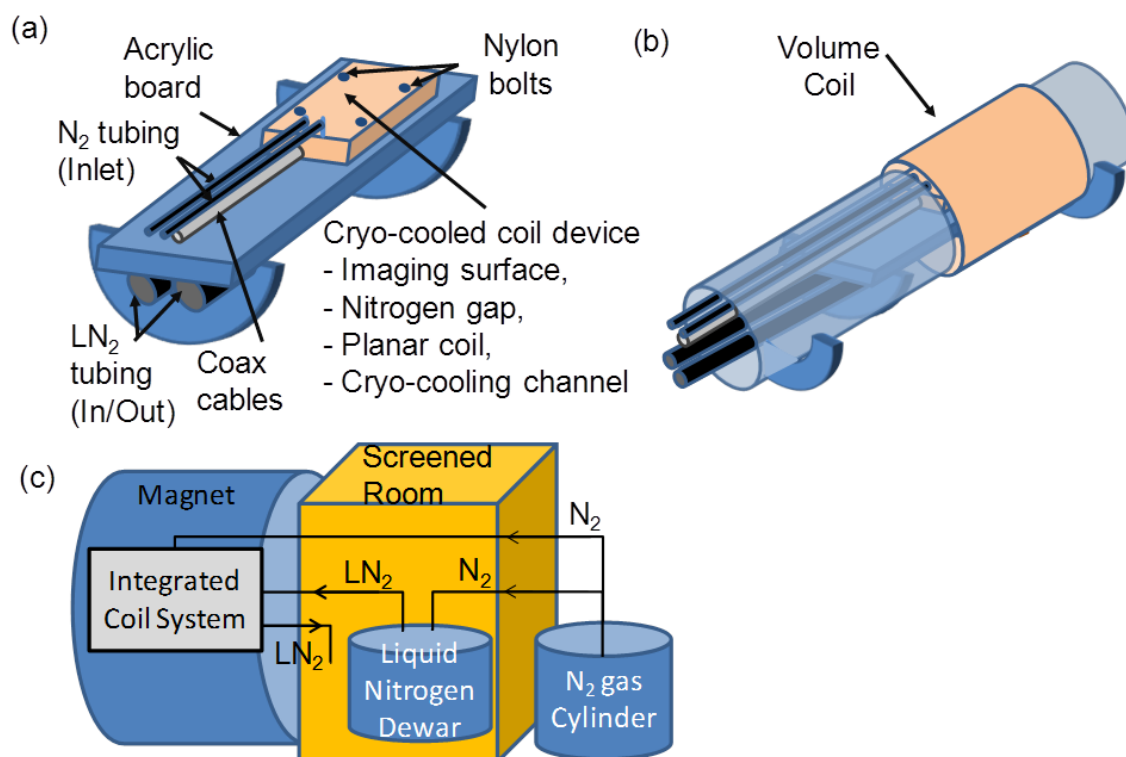 (a)
Acrylic
board
Nylon
bolts
N₂ tubing
(Inlet)
Cryo-cooled coil device
- Imaging surface,
- Nitrogen gap,
- Planar coil,
- Cryo-cooling channel
LN₂
tubing
(In/Out)
Coax
cables
(b)
Volume
Coil
(c)
Magnet
Screened
Room
N₂
Integrated
Coil System
LN₂
N₂
LN₂
Liquid
Nitrogen
Dewar
N₂ gas
Cylinder